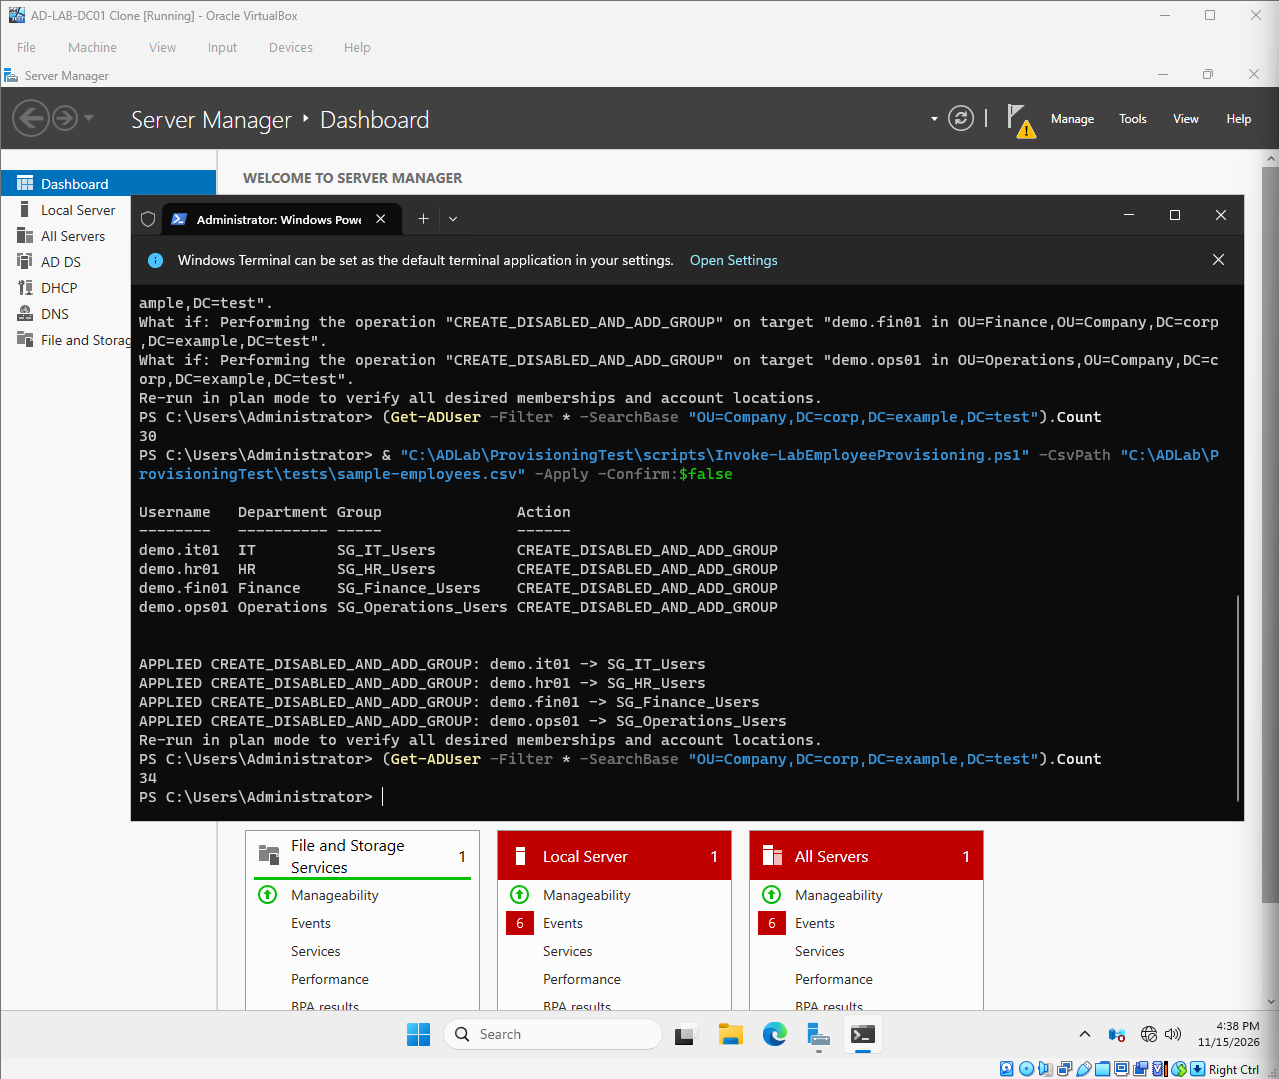 AD-LAB-DC01 Clone [Running] - Oracle VirtualBox
File Machine View Input Devices Help
Server Manager
Server Manager • Dashboard
Manage Tools View Help
Dashboard
Local Server
All Servers
AD DS
DHCP
DNS
File and Storag
WELCOME TO SERVER MANAGER
Administrator: Windows Powe
Windows Terminal can be set as the default terminal application in your settings. Open Settings
ample,DC=test".
What if: Performing the operation "CREATE_DISABLED_AND_ADD_GROUP" on target "demo.fin01 in OU=Finance,OU=Company,DC=corp
,DC=example,DC=test".
What if: Performing the operation "CREATE_DISABLED_AND_ADD_GROUP" on target "demo.ops01 in OU=Operations,OU=Company,DC=c
orp,DC=example,DC=test".
Re-run in plan mode to verify all desired memberships and account locations.
PS C:\Users\Administrator> (Get-ADUser -Filter * -SearchBase "OU=Company,DC=corp,DC=example,DC=test").Count
30
PS C:\Users\Administrator> & "C:\ADLab\ProvisioningTest\scripts\Invoke-LabEmployeeProvisioning.ps1" -CsvPath "C:\ADLab\P
rovisioningTest\tests\sample-employees.csv" -Apply -Confirm:$false
Username Department Group Action
-------- ---------- ----- ------
demo.it01 IT SG_IT_Users CREATE_DISABLED_AND_ADD_GROUP
demo.hr01 HR SG_HR_Users CREATE_DISABLED_AND_ADD_GROUP
demo.fin01 Finance SG_Finance_Users CREATE_DISABLED_AND_ADD_GROUP
demo.ops01 Operations SG_Operations_Users CREATE_DISABLED_AND_ADD_GROUP
APPLIED CREATE_DISABLED_AND_ADD_GROUP: demo.it01 -> SG_IT_Users
APPLIED CREATE_DISABLED_AND_ADD_GROUP: demo.hr01 -> SG_HR_Users
APPLIED CREATE_DISABLED_AND_ADD_GROUP: demo.fin01 -> SG_Finance_Users
APPLIED CREATE_DISABLED_AND_ADD_GROUP: demo.ops01 -> SG_Operations_Users
Re-run in plan mode to verify all desired memberships and account locations.
PS C:\Users\Administrator> (Get-ADUser -Filter * -SearchBase "OU=Company,DC=corp,DC=example,DC=test").Count
34
PS C:\Users\Administrator>
File and Storage Services 1
Manageability
Events
Services
Performance
BPA results
Local Server 1
Manageability
6 Events
Services
Performance
BPA results
All Servers 1
Manageability
6 Events
Services
Performance
BPA results
Search
4:38 PM
11/15/2026
Right Ctrl